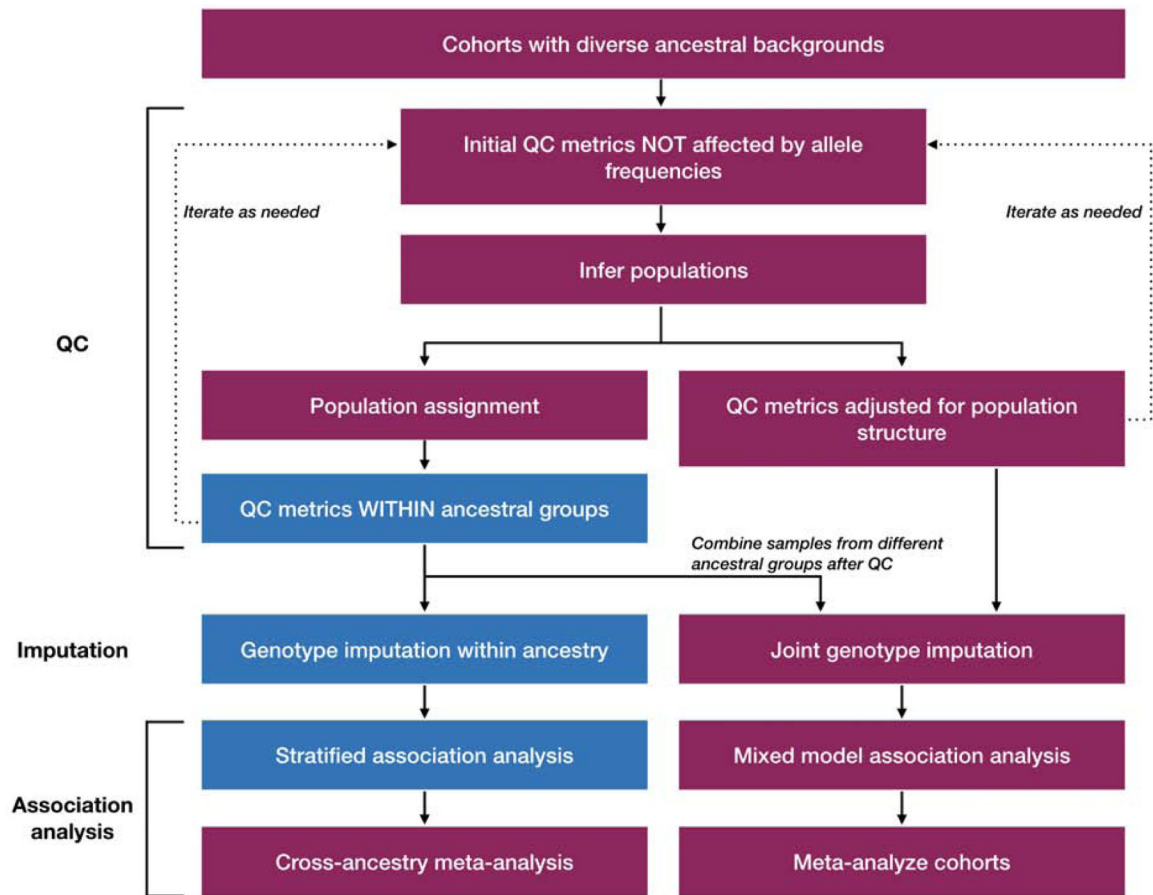 Cohorts with diverse ancestral backgrounds
Initial QC metrics NOT affected by allele
frequencies
Iterate as needed
Iterate as needed
Infer populations
QC
Population assignment
QC metrics adjusted for population
structure
QC metrics WITHIN ancestral groups
Combine samples from different
ancestral groups after QC
Imputation
Genotype imputation within ancestry
Joint genotype imputation
Stratified association analysis
Mixed model association analysis
Association
analysis
Cross-ancestry meta-analysis
Meta-analyze cohorts